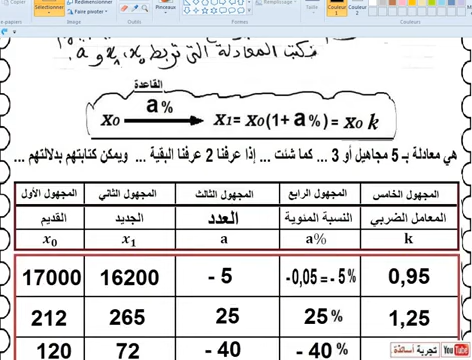 Pinceaux
Formes
Couleur 1
Couleur 2
Sélectionner
Rogner
Redimensionner
Faire pivoter
فنكتب المعادلة التي تربط x₀ ، x₁ و a.
القاعدة
x₀ a% x₁= x₀(1+ a%) = x₀ k
هي معادلة بـ 5 مجاهيل أو 3 ... كما شئت ... إذا عرفنا 2 عرفنا البقية ... ويمكن كتابتهم بدلالتهم ...
المجهول الأول المجهول الثاني المجهول الثالث المجهول الرابع المجهول الخامس
القديم الجديد العدد النسبة المئوية المعامل الضربي
x₀ x₁ a a% k
17000 16200 - 5 -0,05 = - 5% 0,95
212 265 25 25% 1,25
120 72 - 40 - 40%
تجربة أستاذة YouTube